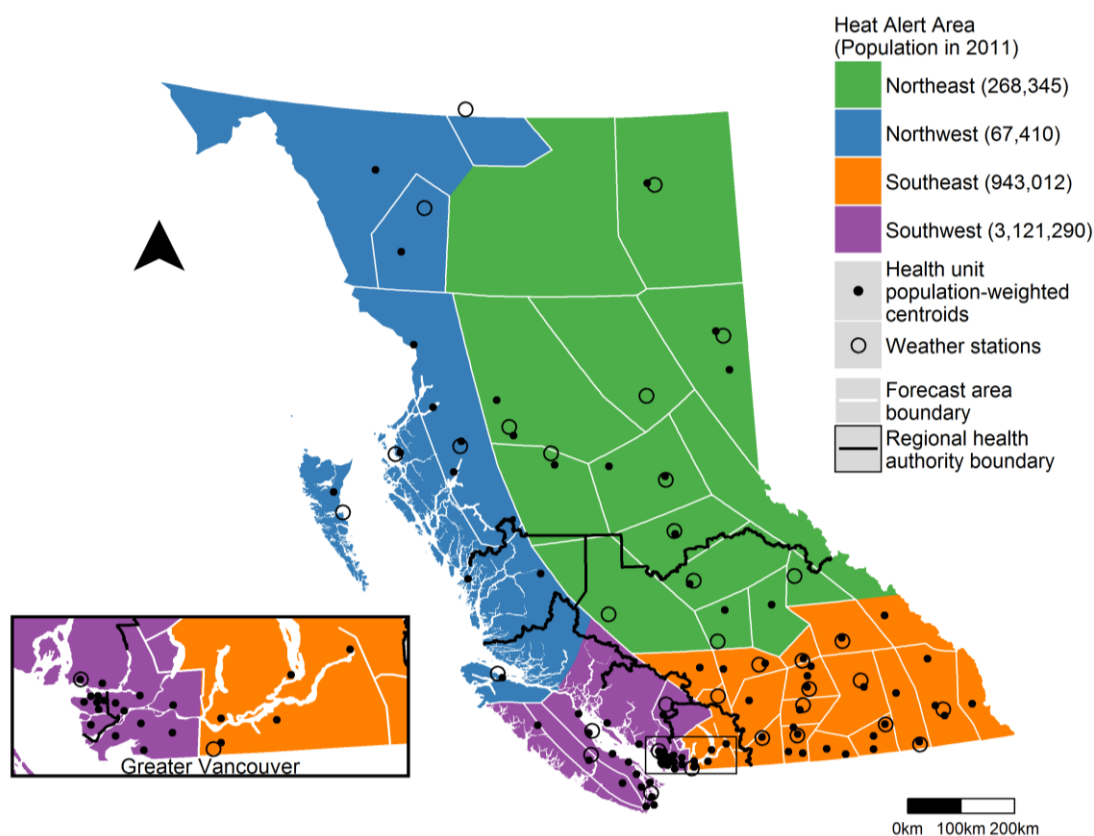 Heat Alert Area
(Population in 2011)
Northeast (268,345)
Northwest (67,410)
Southeast (943,012)
Southwest (3,121,290)
Health unit
population-weighted
centroids
Weather stations
Forecast area
boundary
Regional health
authority boundary
Greater Vancouver
0km 100km 200km